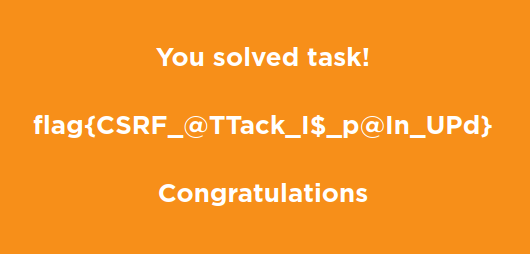 You solved task!
flag{CSRF_@TTack_I$_p@In_UPd}
Congratulations